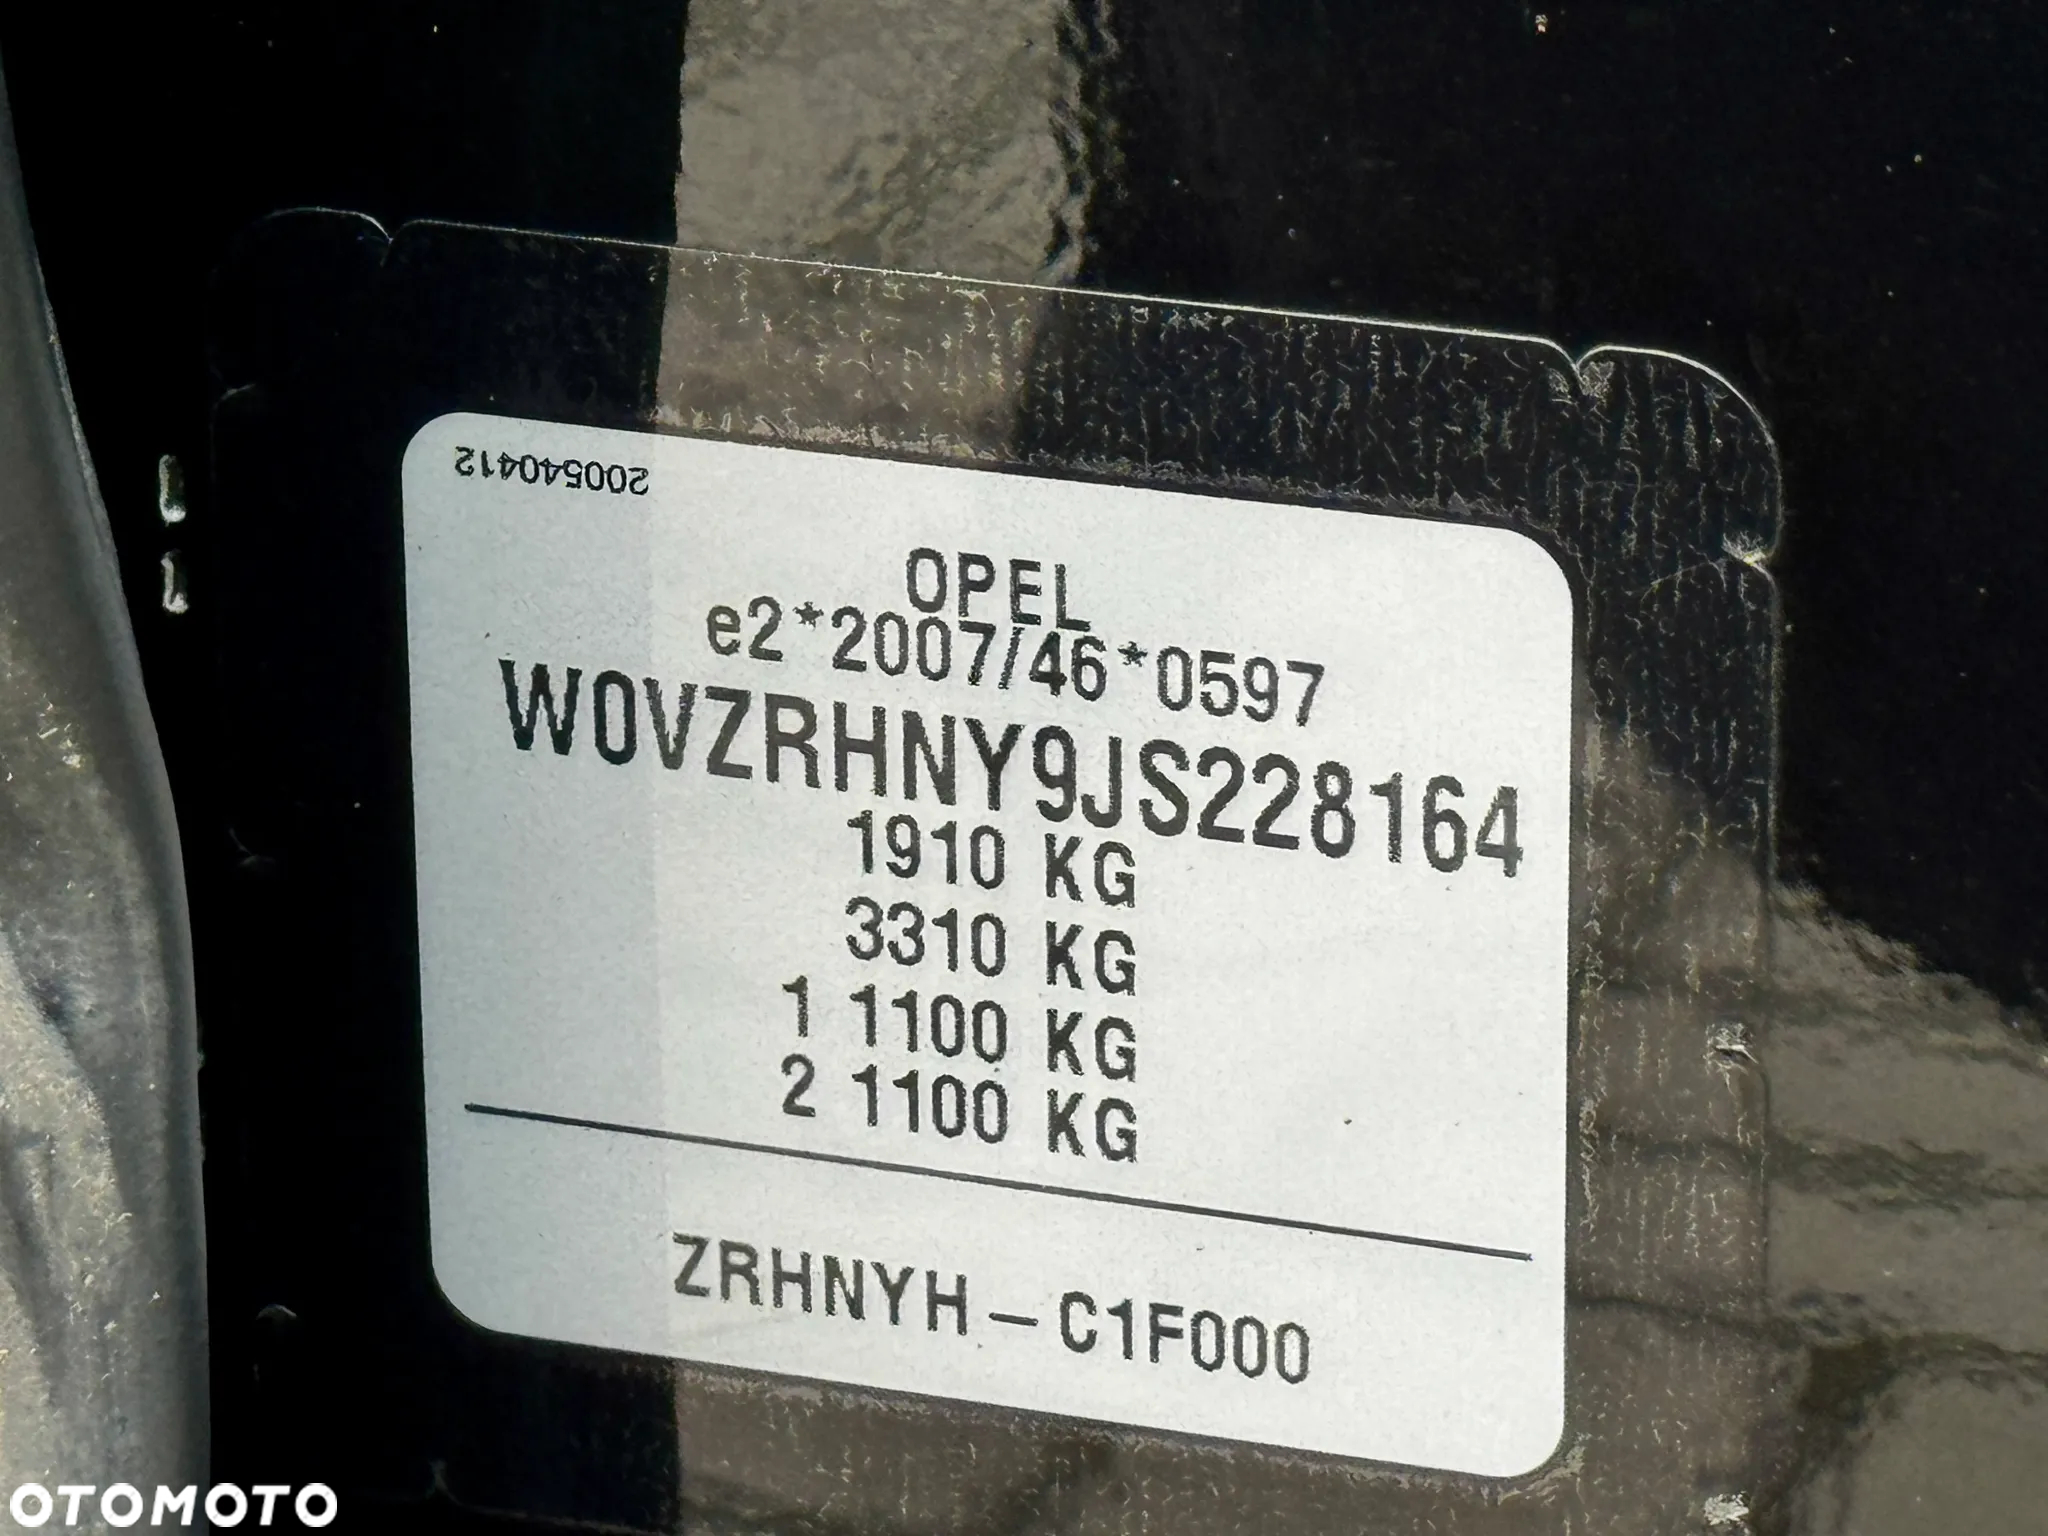 200540412
OPEL
e2*2007/46*0597
W0VZRHNY9JS228164
1910 KG
3310 KG
1 1100 KG
2 1100 KG
ZRHNYH – C1F000
OTOMOTO